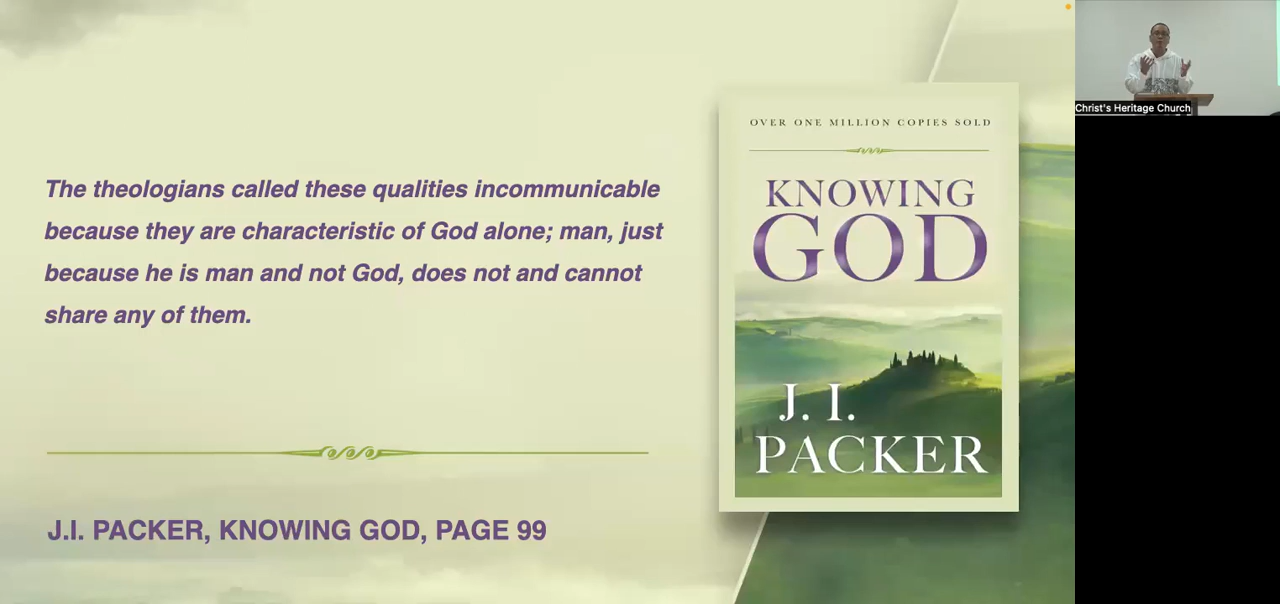 The theologians called these qualities incommunicable
because they are characteristic of God alone; man, just
because he is man and not God, does not and cannot
share any of them.
J.I. PACKER, KNOWING GOD, PAGE 99
OVER ONE MILLION COPIES SOLD
KNOWING
GOD
J. I.
PACKER
Christ's Heritage Church